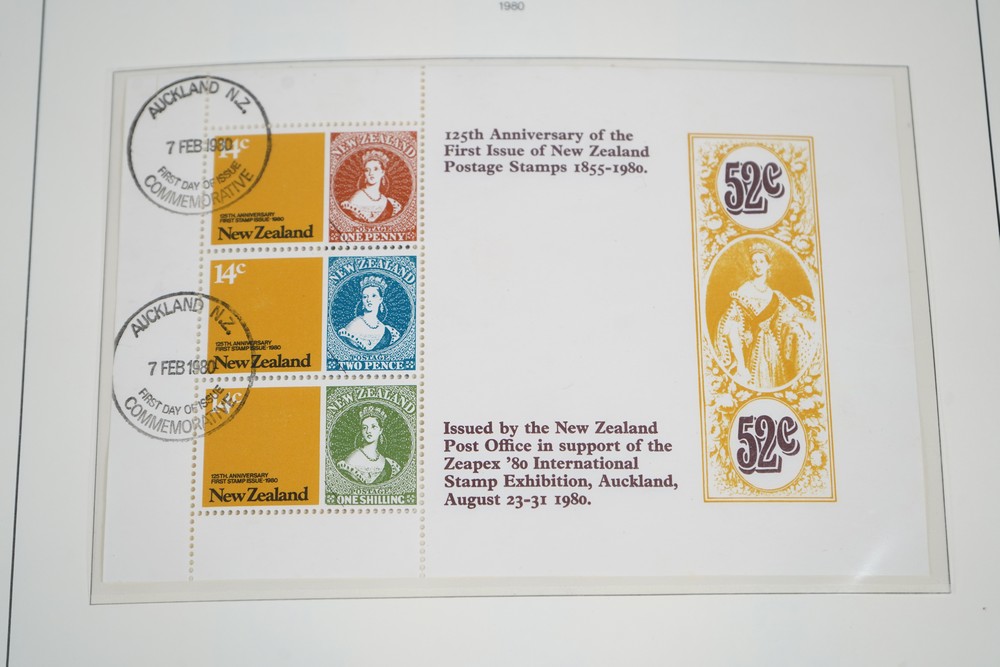 1980
AUCKLAND N.Z.
7 FEB 1980
FIRST DAY OF ISSUE
COMMEMORATIVE
14c
125TH ANNIVERSARY
FIRST STAMP ISSUE-1980
New Zealand
NEW ZEALAND
POSTAGE
ONE PENNY
14c
125TH ANNIVERSARY
FIRST STAMP ISSUE-1980
New Zealand
NEW ZEALAND
POSTAGE
TWO PENCE
AUCKLAND N.Z.
7 FEB 1980
FIRST DAY OF ISSUE
COMMEMORATIVE
14c
125TH ANNIVERSARY
FIRST STAMP ISSUE-1980
New Zealand
NEW ZEALAND
POSTAGE
ONE SHILLING
125th Anniversary of the
First Issue of New Zealand
Postage Stamps 1855-1980.
Issued by the New Zealand
Post Office in support of the
Zeapex '80 International
Stamp Exhibition, Auckland,
August 23-31 1980.
52c
52c